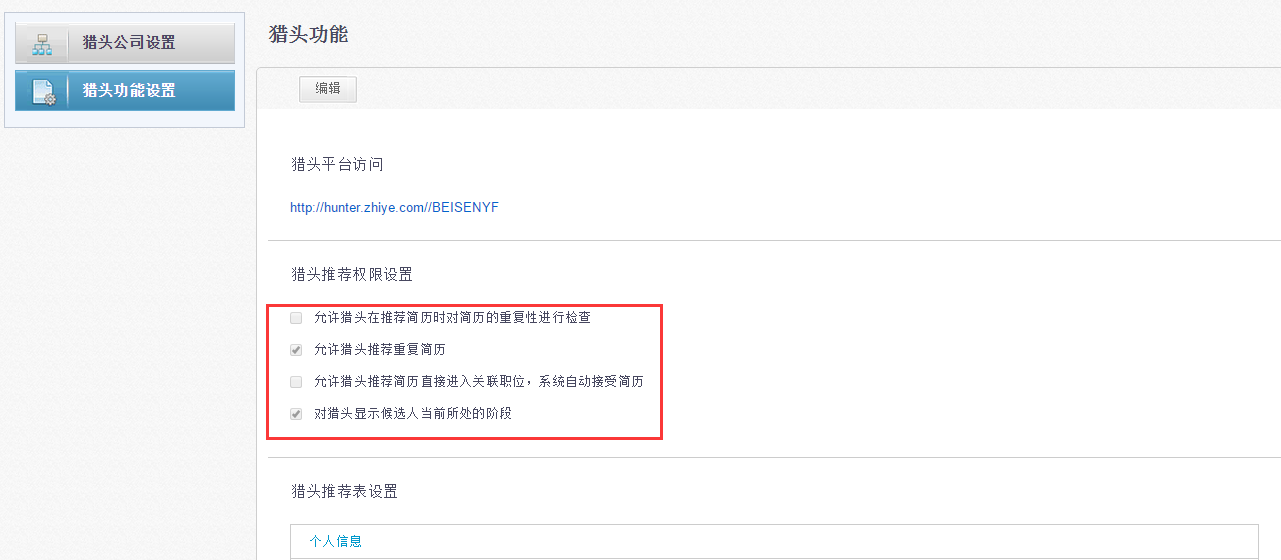 猎头公司设置
猎头功能设置
猎头功能
编辑
猎头平台访问
http://hunter.zhiye.com//BEISENYF
猎头推荐权限设置
允许猎头在推荐简历时对简历的重复性进行检查
允许猎头推荐重复简历
允许猎头推荐简历直接进入关联职位，系统自动接受简历
对猎头显示候选人当前所处的阶段
猎头推荐表设置
个人信息